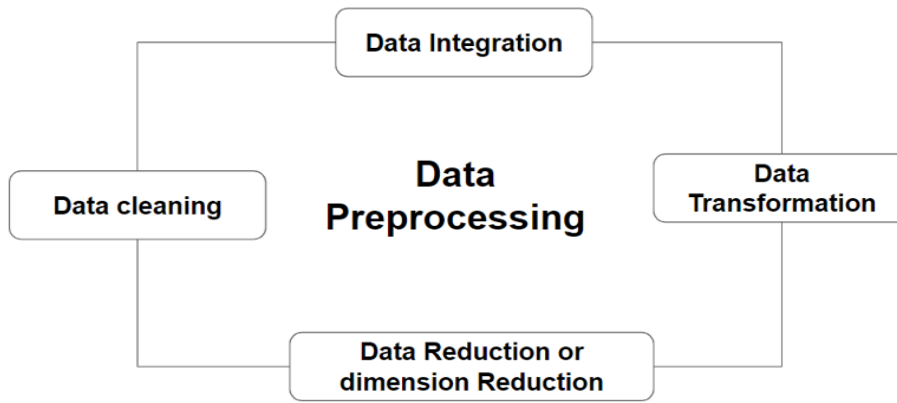 Data Integration
Data
Preprocessing
Data cleaning
Data
Transformation
Data Reduction or
dimension Reduction